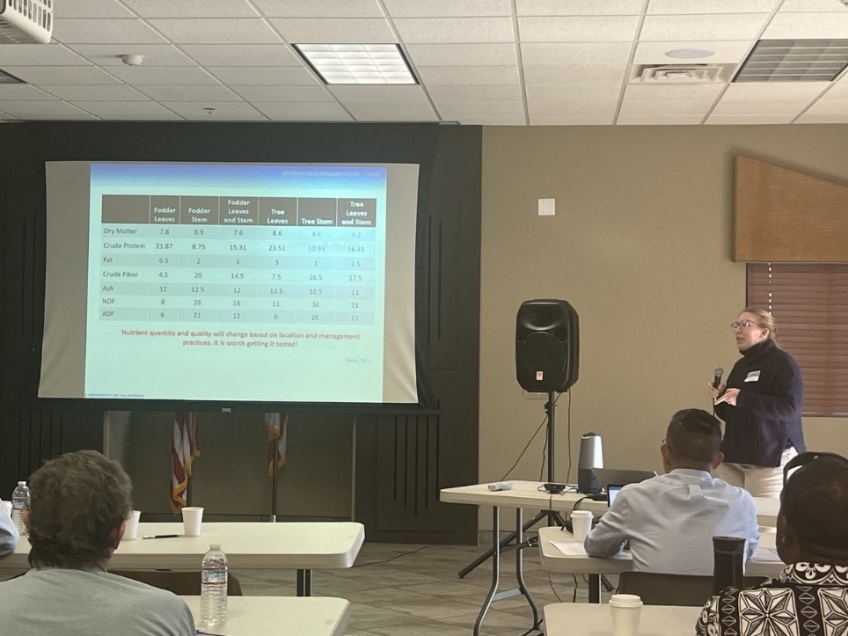 Fodder Leaves Fodder Stem Fodder Leaves and Stem Tree Leaves Tree Stem Tree Leaves and Stem
Dry Matter 7.8 8.9 7.6 8.6 8.6 9.2
Crude Protein 21.87 8.75 15.31 23.51 10.93 16.41
Fat 6.5 2 3 3 1 2.5
Crude Fiber 4.5 20 14.5 7.5 26.5 17.5
Ash 12 12.5 12 13.5 10.5 11
NDF 8 28 16 11 36 21
ADF 6 21 12 6 26 15
Nutrient quantity and quality will change based on location and management
practices. It is worth getting it tested!
UNIVERSITY OF CALIFORNIA